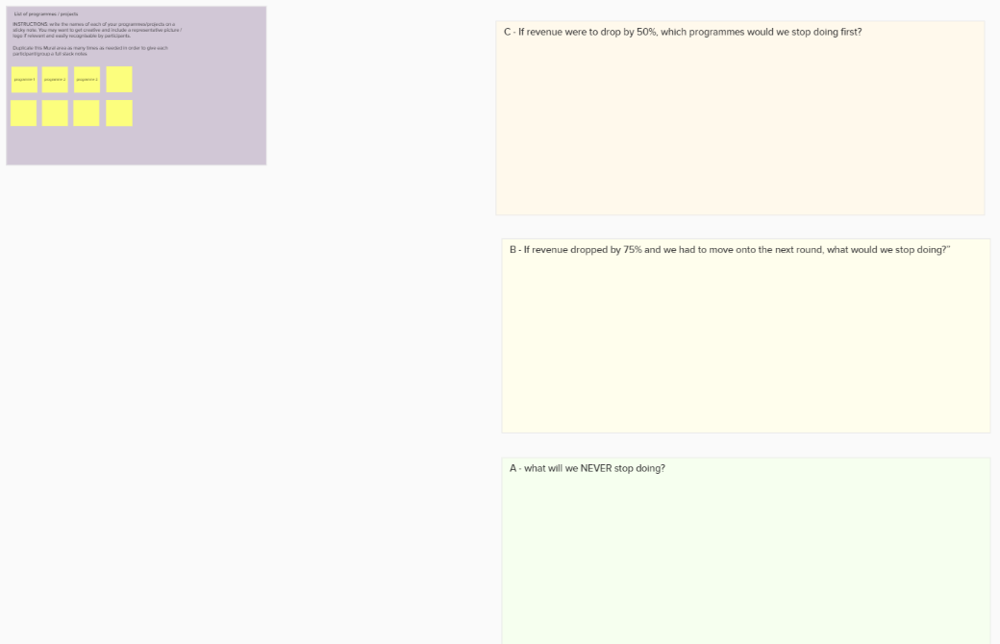 List of programmes / projects
INSTRUCTIONS: write the names of each of your programmes/projects on a
sticky note. You may want to get creative and include a representative picture /
logo if relevant and easily recognisable by participants.
Duplicate this Mural area as many times as needed in order to give each
participant/group a full stack notes.
programme 1
programme 2
programme 3
C - If revenue were to drop by 50%, which programmes would we stop doing first?
B - If revenue dropped by 75% and we had to move onto the next round, what would we stop doing?”
A - what will we NEVER stop doing?